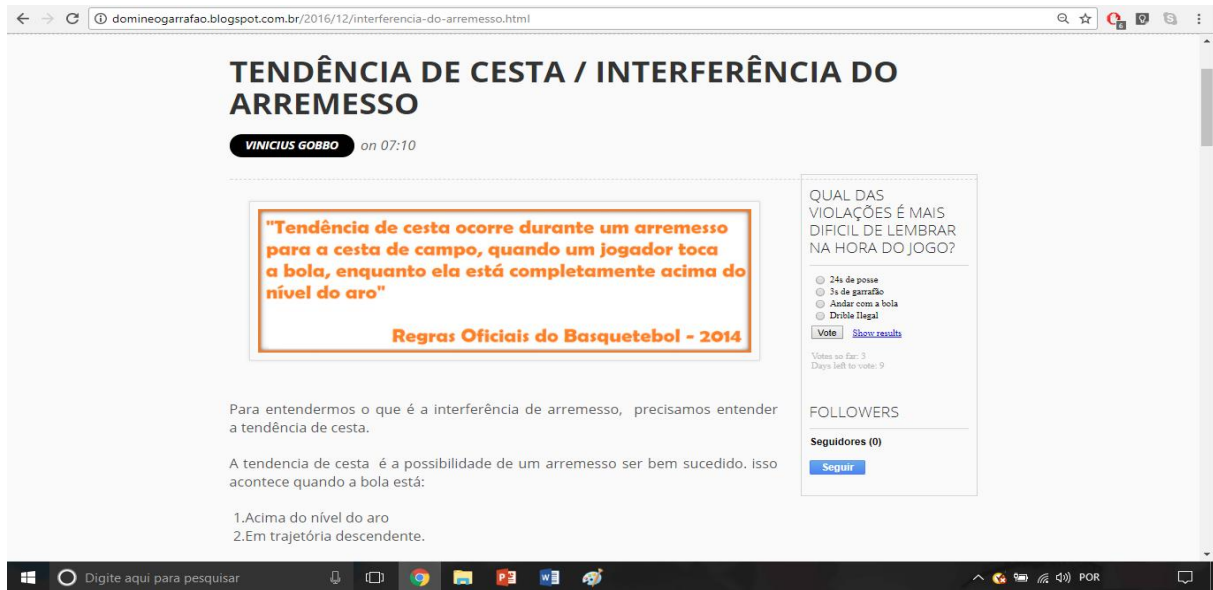 domineogarrafao.blogspot.com.br/2016/12/interferencia-do-arremesso.html
6
TENDÊNCIA DE CESTA / INTERFERÊNCIA DO
ARREMESSO
VINICIUS GOBBO on 07:10
"Tendência de cesta ocorre durante um arremesso
para a cesta de campo, quando um jogador toca
a bola, enquanto ela está completamente acima do
nível do aro"
Regras Oficiais do Basquetebol - 2014
Para entendermos o que é a interferência de arremesso, precisamos entender
a tendência de cesta.
A tendencia de cesta é a possibilidade de um arremesso ser bem sucedido. isso
acontece quando a bola está:
1.Acima do nível do aro
2.Em trajetória descendente.
QUAL DAS
VIOLAÇÕES É MAIS
DIFICIL DE LEMBRAR
NA HORA DO JOGO?
24s de posse
3s de garrafão
Andar com a bola
Drible Ilegal
Vote Show results
Votes so far: 3
Days left to vote: 9
FOLLOWERS
Seguidores (0)
Seguir
Digite aqui para pesquisar
POR